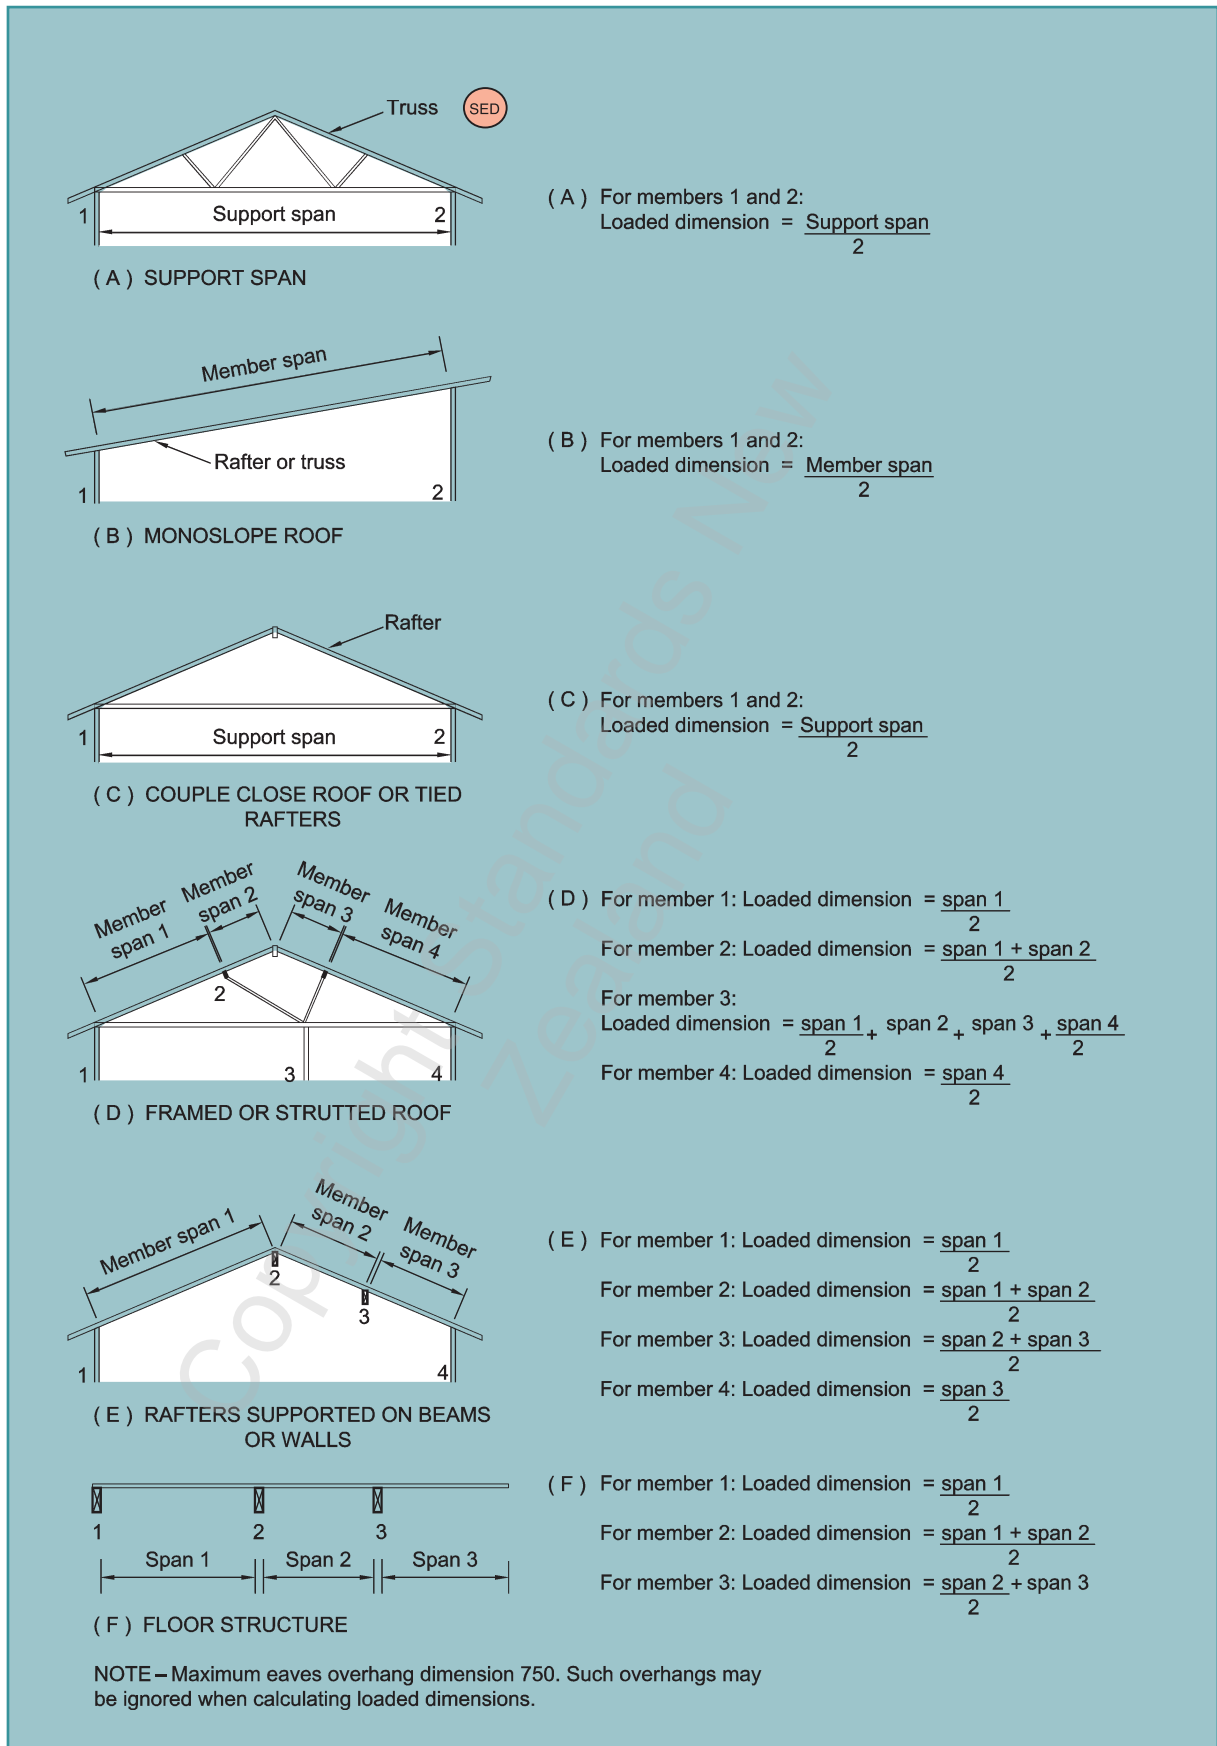 Truss
SED
1
Support span
2
( A ) SUPPORT SPAN
( A ) For members 1 and 2:
Loaded dimension = Support span
2
Member span
Rafter or truss
1
2
( B ) MONOSLOPE ROOF
( B ) For members 1 and 2:
Loaded dimension = Member span
2
Rafter
1
Support span
2
( C ) COUPLE CLOSE ROOF OR TIED
RAFTERS
( C ) For members 1 and 2:
Loaded dimension = Support span
2
Member
span 1
Member
span 2
Member
span 3
Member
span 4
2
1
3
4
( D ) FRAMED OR STRUTTED ROOF
( D ) For member 1: Loaded dimension = span 1
2
For member 2: Loaded dimension = span 1 + span 2
2
For member 3:
Loaded dimension = span 1 + span 2 + span 3 + span 4
2 2
For member 4: Loaded dimension = span 4
2
Member span 1
Member
span 2
Member
span 3
2
3
1
4
( E ) RAFTERS SUPPORTED ON BEAMS
OR WALLS
( E ) For member 1: Loaded dimension = span 1
2
For member 2: Loaded dimension = span 1 + span 2
2
For member 3: Loaded dimension = span 2 + span 3
2
For member 4: Loaded dimension = span 3
2
1 2 3
Span 1 Span 2 Span 3
( F ) FLOOR STRUCTURE
( F ) For member 1: Loaded dimension = span 1
2
For member 2: Loaded dimension = span 1 + span 2
2
For member 3: Loaded dimension = span 2 + span 3
2
NOTE – Maximum eaves overhang dimension 750. Such overhangs may
be ignored when calculating loaded dimensions.
Copyright Standards New
Zealand